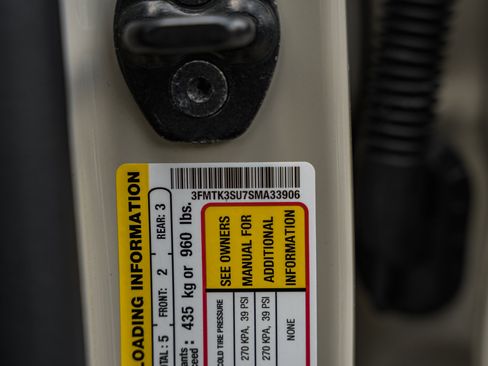 3FMTK3SU7SMA33906
LOADING INFORMATION
TOTAL: 5 FRONT: 2 REAR: 3
435 kg or 960 lbs.
SEE OWNERS
MANUAL FOR
ADDITIONAL
INFORMATION
COLD TIRE PRESSURE
270 KPA, 39 PSI
270 KPA, 39 PSI
NONE